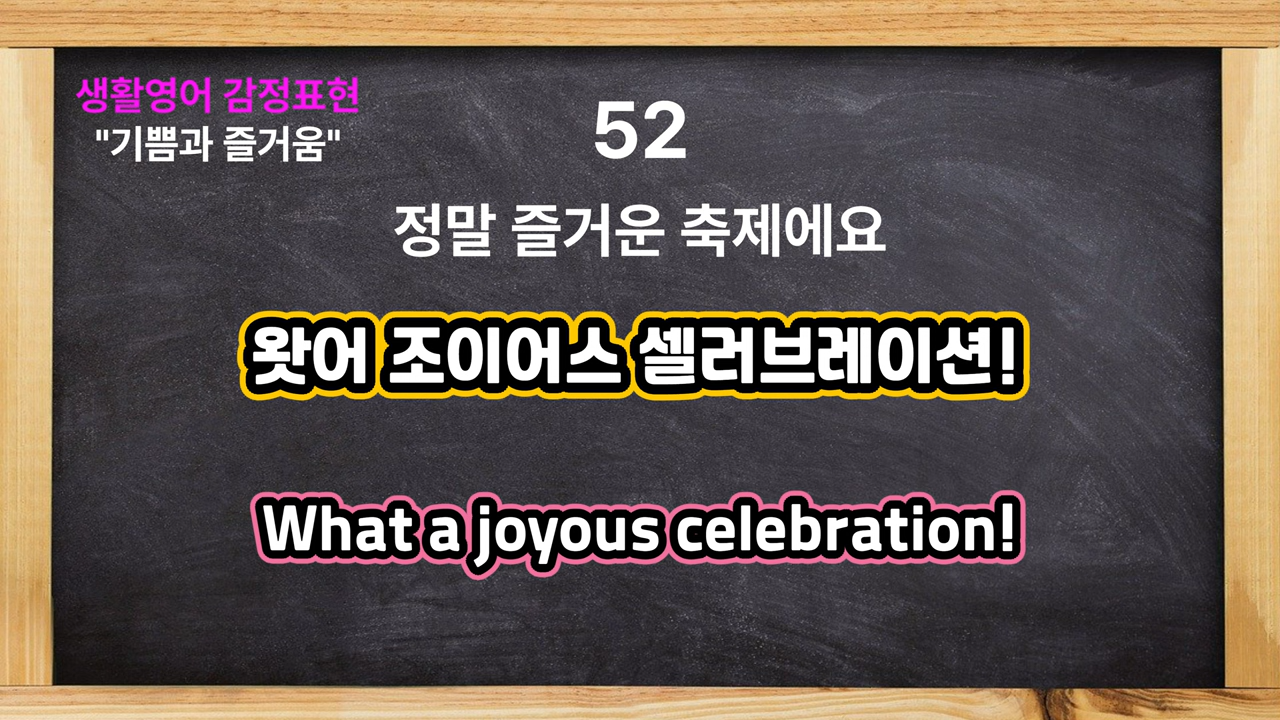 생활영어 감정표현
"기쁨과 즐거움"
52
정말 즐거운 축제에요
왓어 조이어스 셀러브레이션!
What a joyous celebration!